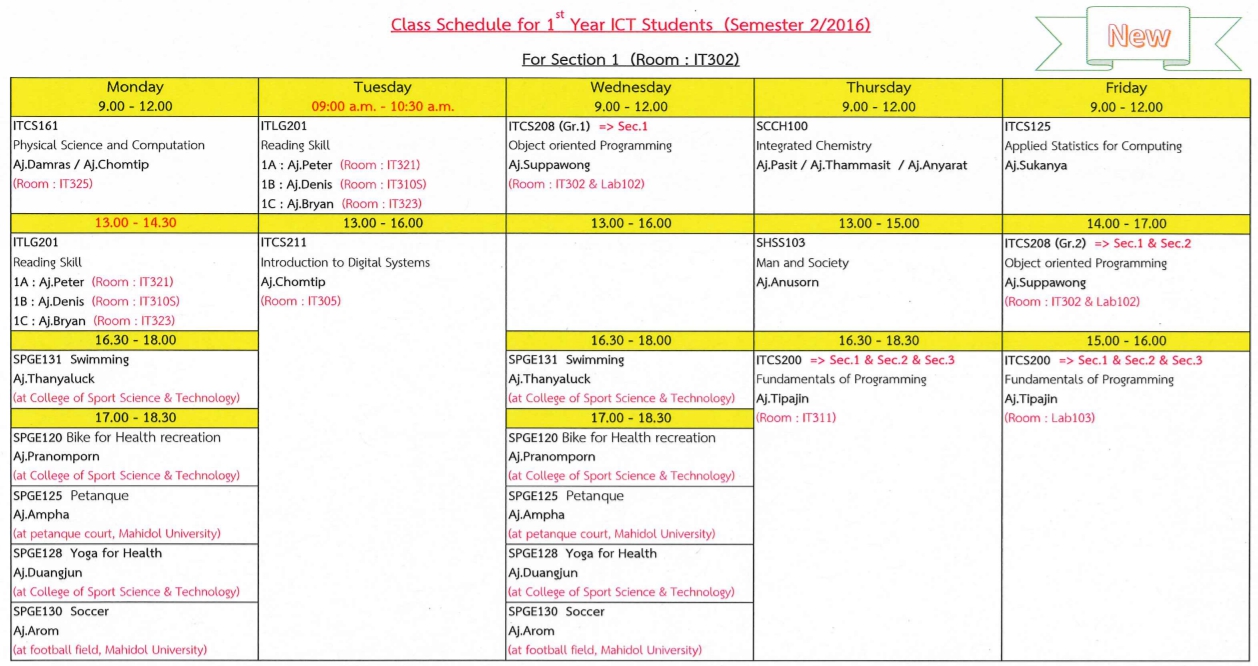 Class Schedule for 1st Year ICT Students (Semester 2/2016)
New
For Section 1 (Room : IT302)
Monday
9.00 - 12.00
Tuesday
09:00 a.m. - 10:30 a.m.
Wednesday
9.00 - 12.00
Thursday
9.00 - 12.00
Friday
9.00 - 12.00
ITCS161
Physical Science and Computation
Aj.Damras / Aj.Chomtip
(Room : IT325)
ITLG201
Reading Skill
1A : Aj.Peter (Room : IT321)
1B : Aj.Denis (Room : IT310S)
1C : Aj.Bryan (Room : IT323)
ITCS208 (Gr.1) => Sec.1
Object oriented Programming
Aj.Suppawong
(Room : IT302 & Lab102)
SCCH100
Integrated Chemistry
Aj.Pasit / Aj.Thammasit / Aj.Anyarat
ITCS125
Applied Statistics for Computing
Aj.Sukanya
13.00 - 14.30
13.00 - 16.00
13.00 - 16.00
13.00 - 15.00
14.00 - 17.00
ITLG201
Reading Skill
1A : Aj.Peter (Room : IT321)
1B : Aj.Denis (Room : IT310S)
1C : Aj.Bryan (Room : IT323)
ITCS211
Introduction to Digital Systems
Aj.Chomtip
(Room : IT305)
SHSS103
Man and Society
Aj.Anusorn
ITCS208 (Gr.2) => Sec.1 & Sec.2
Object oriented Programming
Aj.Suppawong
(Room : IT302 & Lab102)
16.30 - 18.00
16.30 - 18.00
16.30 - 18.30
15.00 - 16.00
SPGE131 Swimming
Aj.Thanyaluck
(at College of Sport Science & Technology)
SPGE131 Swimming
Aj.Thanyaluck
(at College of Sport Science & Technology)
ITCS200 => Sec.1 & Sec.2 & Sec.3
Fundamentals of Programming
Aj.Tipajin
(Room : IT311)
ITCS200 => Sec.1 & Sec.2 & Sec.3
Fundamentals of Programming
Aj.Tipajin
(Room : Lab103)
17.00 - 18.30
17.00 - 18.30
SPGE120 Bike for Health recreation
Aj.Pranomporn
(at College of Sport Science & Technology)
SPGE120 Bike for Health recreation
Aj.Pranomporn
(at College of Sport Science & Technology)
SPGE125 Petanque
Aj.Ampha
(at petanque court, Mahidol University)
SPGE125 Petanque
Aj.Ampha
(at petanque court, Mahidol University)
SPGE128 Yoga for Health
Aj.Duangjun
(at College of Sport Science & Technology)
SPGE128 Yoga for Health
Aj.Duangjun
(at College of Sport Science & Technology)
SPGE130 Soccer
Aj.Arom
(at football field, Mahidol University)
SPGE130 Soccer
Aj.Arom
(at football field, Mahidol University)